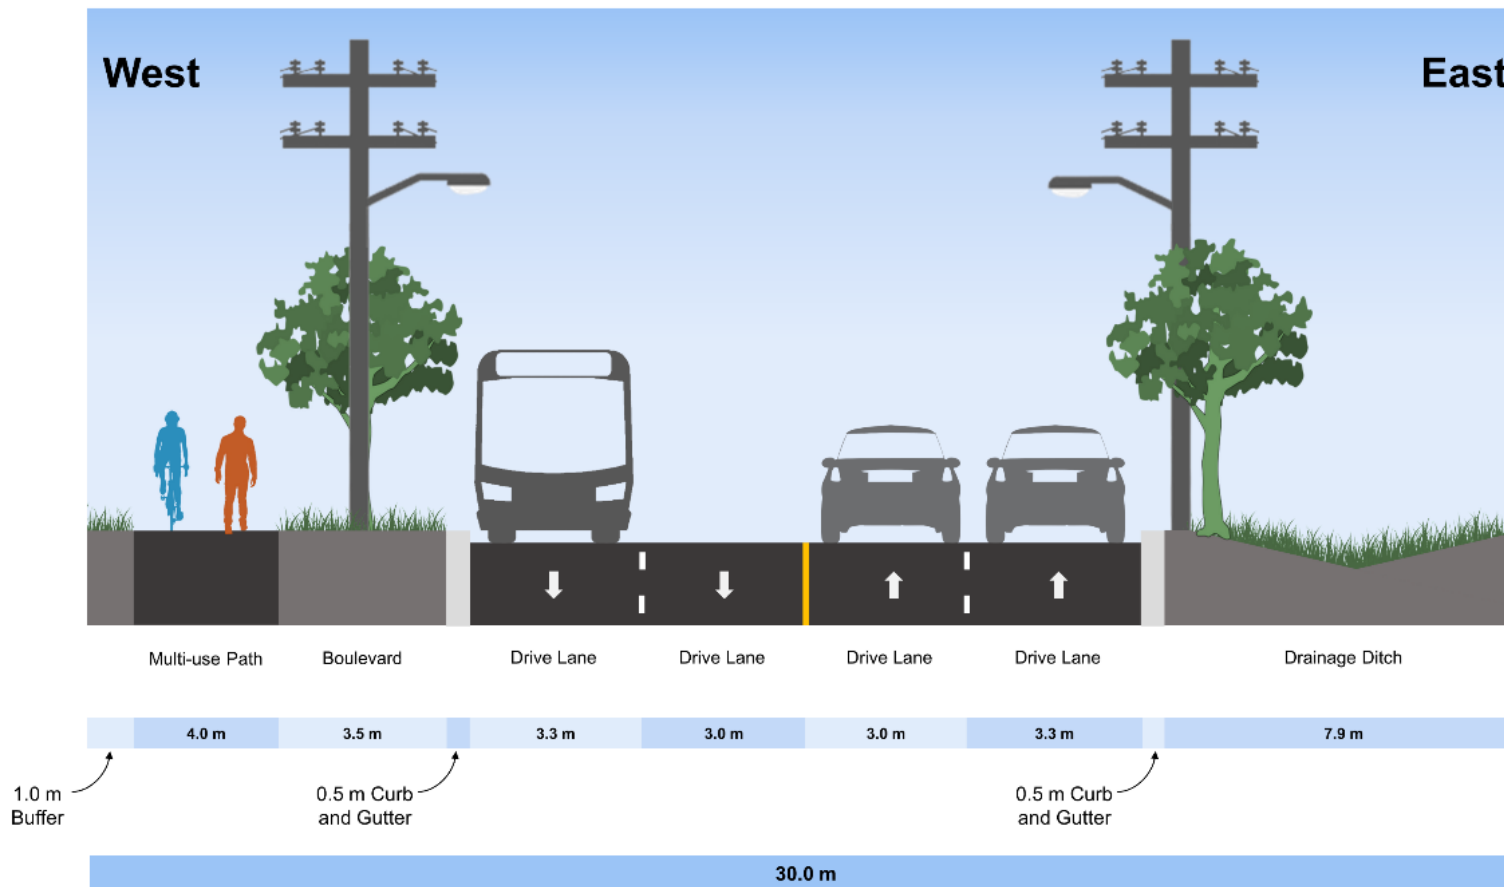 West
East
Multi-use Path
Boulevard
Drive Lane
Drive Lane
Drive Lane
Drive Lane
Drainage Ditch
4.0 m
3.5 m
3.3 m
3.0 m
3.0 m
3.3 m
7.9 m
1.0 m
Buffer
0.5 m Curb
and Gutter
0.5 m Curb
and Gutter
30.0 m